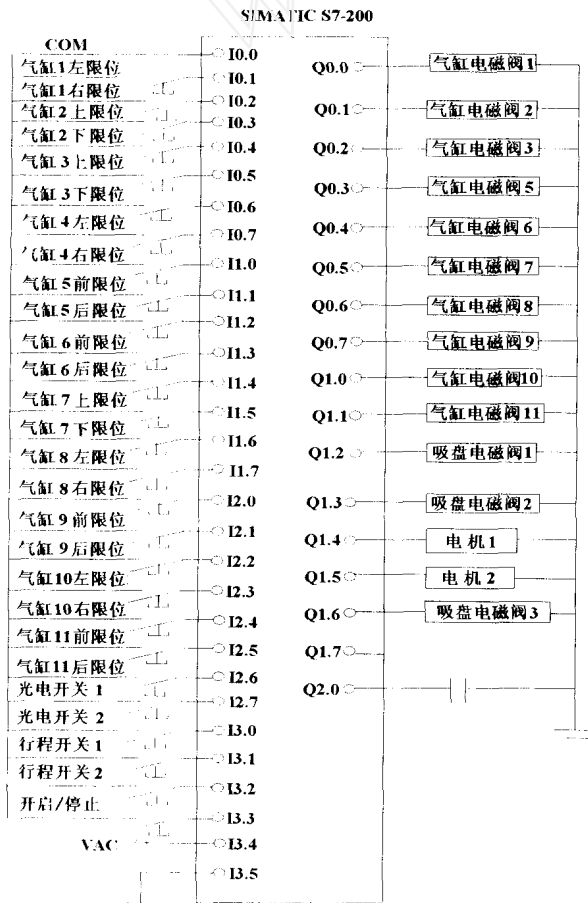 SIMATIC S7-200
COM
气缸1左限位
气缸1右限位
气缸2上限位
气缸2下限位
气缸3上限位
气缸3下限位
气缸4左限位
气缸4右限位
气缸5前限位
气缸5后限位
气缸6前限位
气缸6后限位
气缸7上限位
气缸7下限位
气缸8左限位
气缸8右限位
气缸9前限位
气缸9后限位
气缸10左限位
气缸10右限位
气缸11前限位
气缸11后限位
光电开关1
光电开关2
行程开关1
行程开关2
开启/停止
VAC
I0.0
I0.1
I0.2
I0.3
I0.4
I0.5
I0.6
I0.7
I1.0
I1.1
I1.2
I1.3
I1.4
I1.5
I1.6
I1.7
I2.0
I2.1
I2.2
I2.3
I2.4
I2.5
I2.6
I2.7
I3.0
I3.1
I3.2
I3.3
I3.4
I3.5
Q0.0 气缸电磁阀1
Q0.1 气缸电磁阀2
Q0.2 气缸电磁阀3
Q0.3 气缸电磁阀5
Q0.4 气缸电磁阀6
Q0.5 气缸电磁阀7
Q0.6 气缸电磁阀8
Q0.7 气缸电磁阀9
Q1.0 气缸电磁阀10
Q1.1 气缸电磁阀11
Q1.2 吸盘电磁阀1
Q1.3 吸盘电磁阀2
Q1.4 电机1
Q1.5 电机2
Q1.6 吸盘电磁阀3
Q1.7
Q2.0